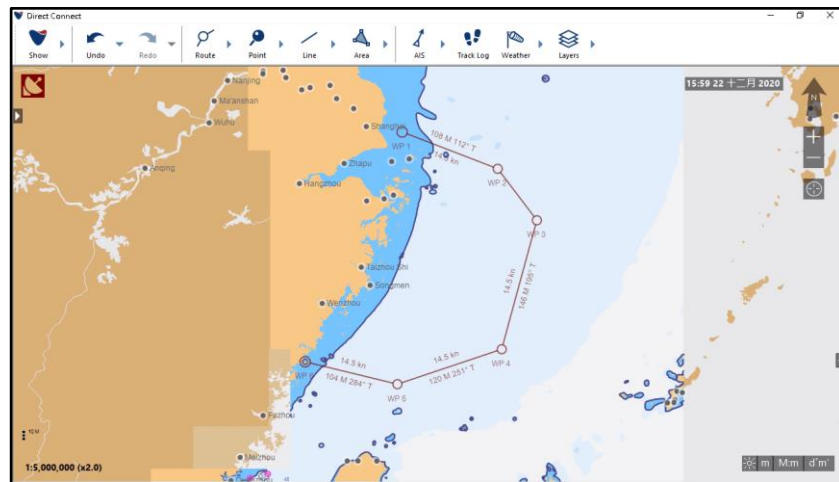 Direct Connect
Show
Undo
Redo
Route
Point
Line
Area
AIS
Track Log
Weather
Layers
15:59 22 十二月 2020
N
Nanjing
Ma'anshan
Wuhu
Shanghai
WP 1
108 M 112° T
14.5 kn
Anqing
Zhapu
WP 2
Hangzhou
WP 3
Taizhou Shi
Songmen
14.5 kn
146 M 195° T
Wenzhou
14.5 kn
14.5 kn
WP 6
104 M 284° T
120 M 251° T
WP 4
WP 5
Fuzhou
Meizhou
1:5,000,000 (x2.0)
m
M:m
d°m'